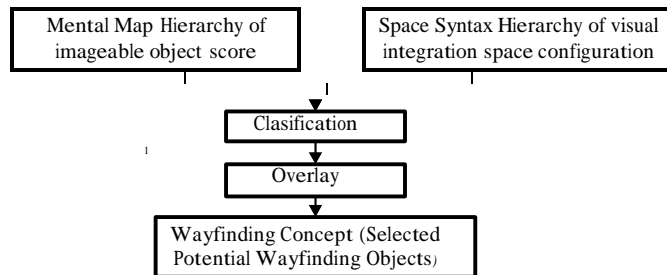 Mental Map Hierarchy of
imageable object score
Space Syntax Hierarchy of visual
integration space configuration
Clasification
1
Overlay
Wayfinding Concept (Selected
Potential Wayfinding Objects)